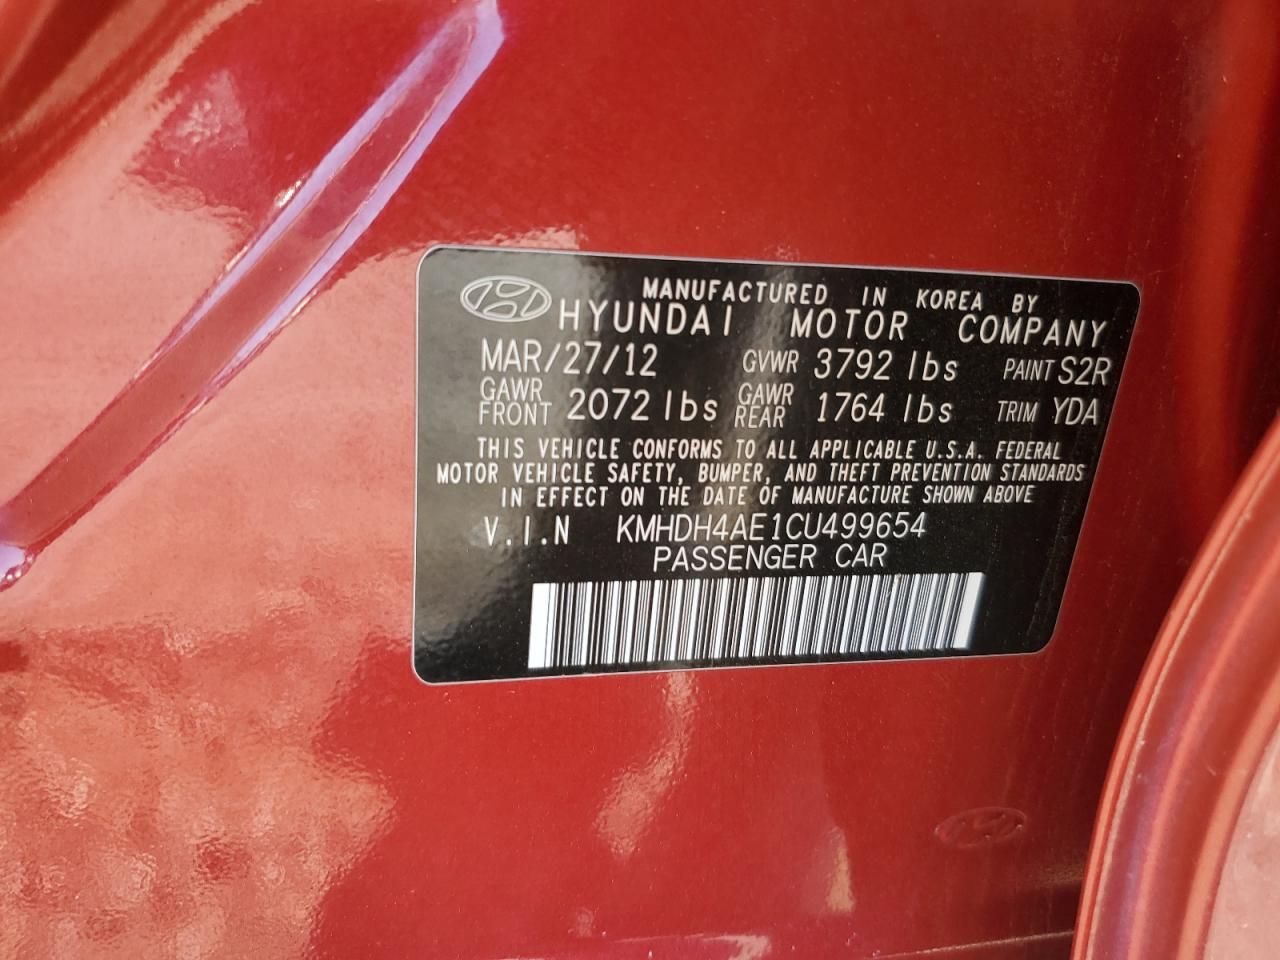 MANUFACTURED IN KOREA BY
HYUNDAI MOTOR COMPANY
MAR/27/12 GVWR 3792 lbs PAINT S2R
GAWR FRONT 2072 lbs GAWR REAR 1764 lbs TRIM YDA
THIS VEHICLE CONFORMS TO ALL APPLICABLE U.S.A. FEDERAL
MOTOR VEHICLE SAFETY, BUMPER, AND THEFT PREVENTION STANDARDS
IN EFFECT ON THE DATE OF MANUFACTURE SHOWN ABOVE
V.I.N KMHDH4AE1CU499654
PASSENGER CAR